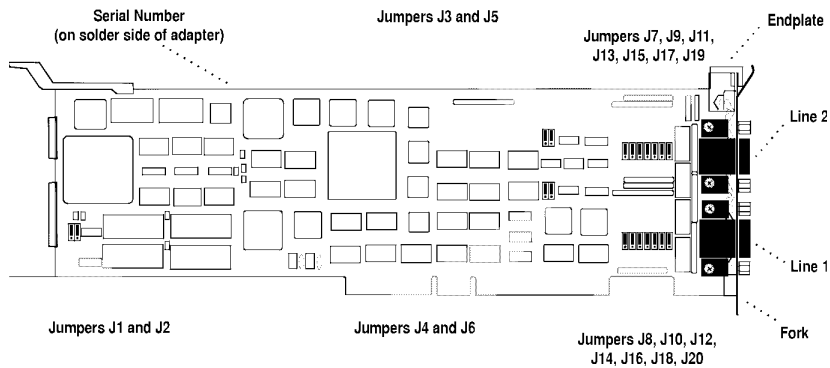 Serial Number
(on solder side of adapter)
Jumpers J3 and J5
Jumpers J7, J9, J11,
J13, J15, J17, J19
Endplate
Line 2
Line 1
Fork
Jumpers J1 and J2
Jumpers J4 and J6
Jumpers J8, J10, J12,
J14, J16, J18, J20